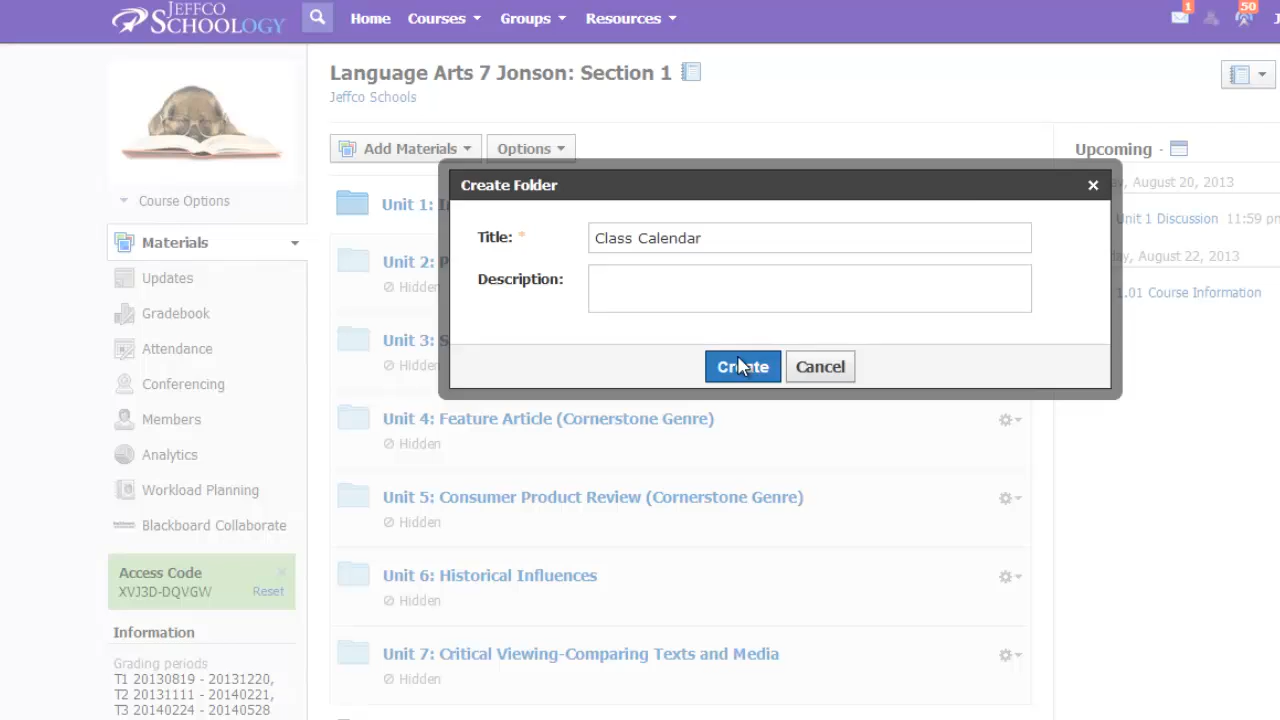 JEFFCO
SCHOOLOGY
Home
Courses
Groups
Resources
1
50
Language Arts 7 Jonson: Section 1
Jeffco Schools
Add Materials
Options
Upcoming ·
Course Options
Materials
Updates
Gradebook
Attendance
Conferencing
Members
Analytics
Workload Planning
Blackboard Collaborate
Access Code
XVJ3D-DQVGW
Reset
Information
Grading periods
T1 20130819 - 20131220,
T2 20131111 - 20140221,
T3 20140224 - 20140528
Create Folder
×
Title: *
Class Calendar
Description:
Create
Cancel
Unit 1:
Unit 2:
Hidden
Unit 3:
Hidden
Unit 4: Feature Article (Cornerstone Genre)
Hidden
Unit 5: Consumer Product Review (Cornerstone Genre)
Hidden
Unit 6: Historical Influences
Hidden
Unit 7: Critical Viewing-Comparing Texts and Media
Hidden
August 20, 2013
Unit 1 Discussion 11:59 pm
August 22, 2013
1.01 Course Information